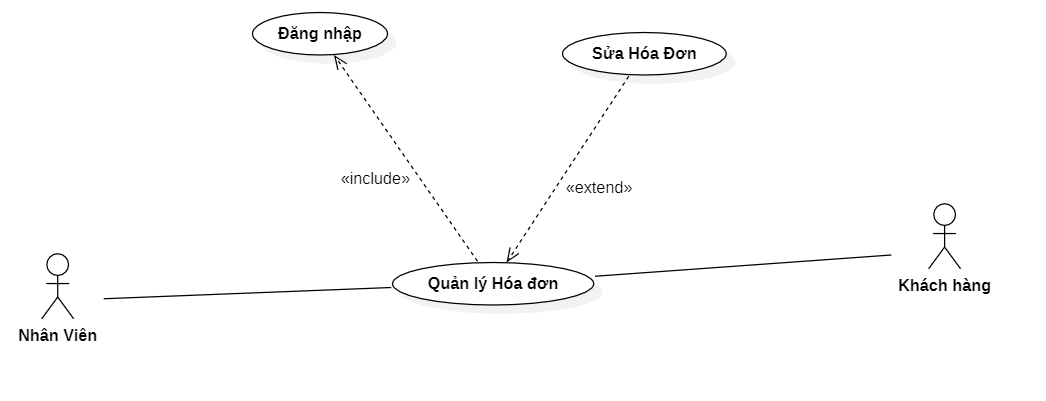 Đăng nhập
Sửa Hóa Đơn
«include»
«extend»
Quản lý Hóa đơn
Khách hàng
Nhân Viên